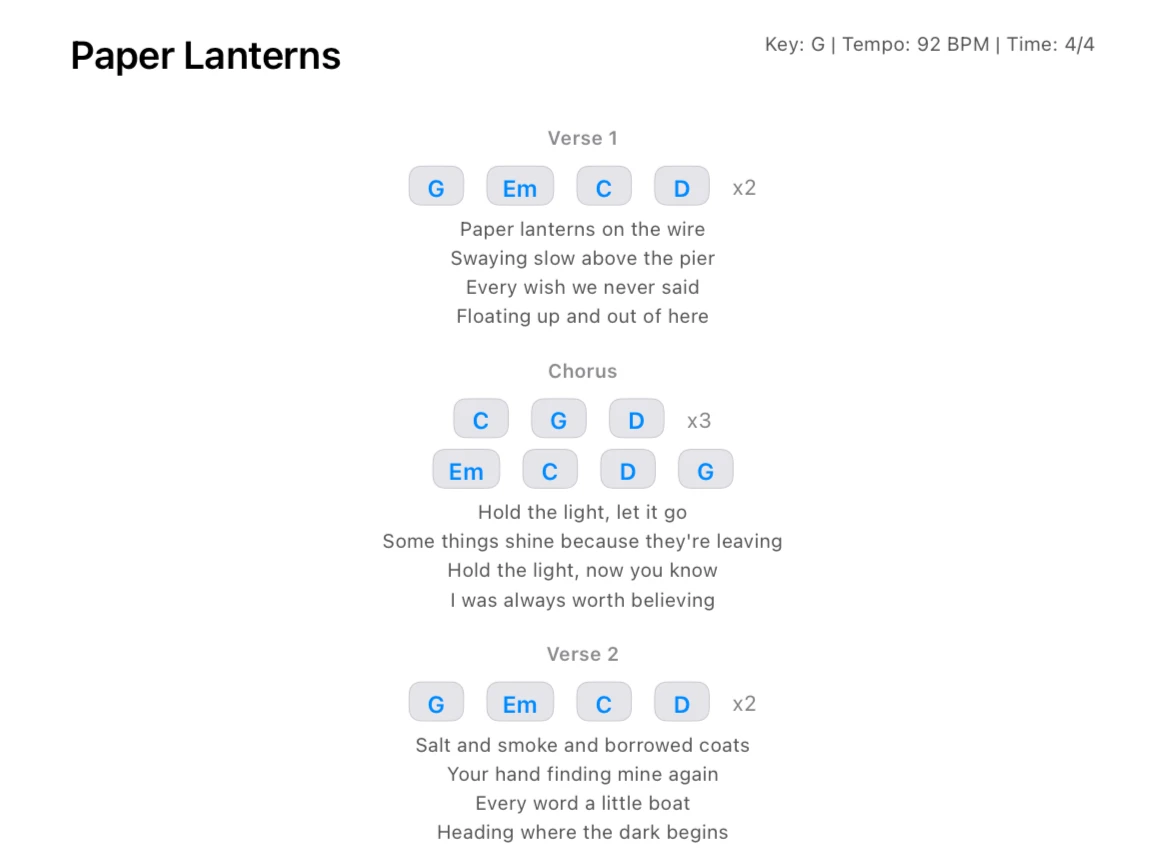 Paper Lanterns
Key: G | Tempo: 92 BPM | Time: 4/4
Verse 1
G Em C D x2
Paper lanterns on the wire
Swaying slow above the pier
Every wish we never said
Floating up and out of here
Chorus
C G D x3
Em C D G
Hold the light, let it go
Some things shine because they're leaving
Hold the light, now you know
I was always worth believing
Verse 2
G Em C D x2
Salt and smoke and borrowed coats
Your hand finding mine again
Every word a little boat
Heading where the dark begins